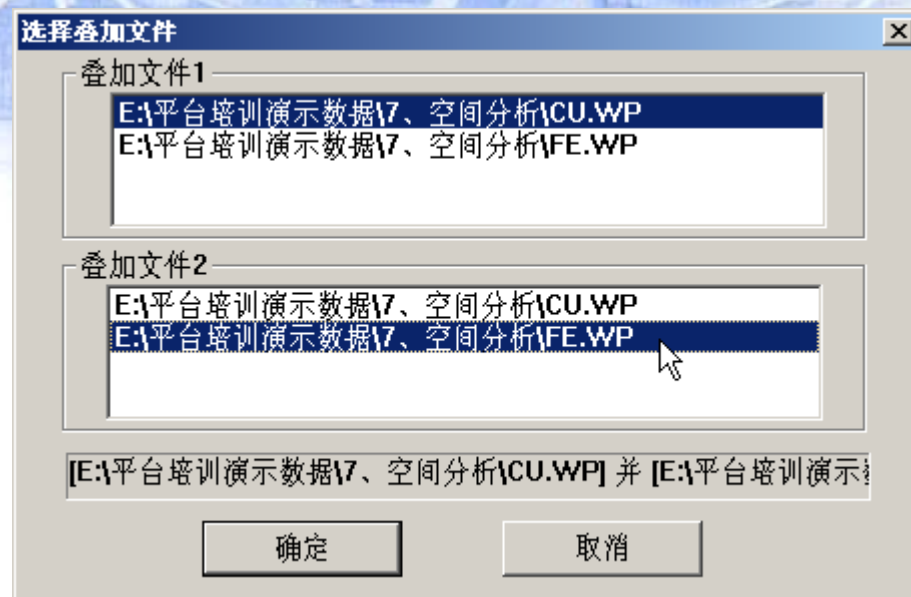 选择叠加文件
叠加文件1
E:\平台培训演示数据\7、空间分析\CU.WP
E:\平台培训演示数据\7、空间分析\FE.WP
叠加文件2
E:\平台培训演示数据\7、空间分析\CU.WP
E:\平台培训演示数据\7、空间分析\FE.WP
[E:\平台培训演示数据\7、空间分析\CU.WP] 并 [E:\平台培训演示
确定
取消